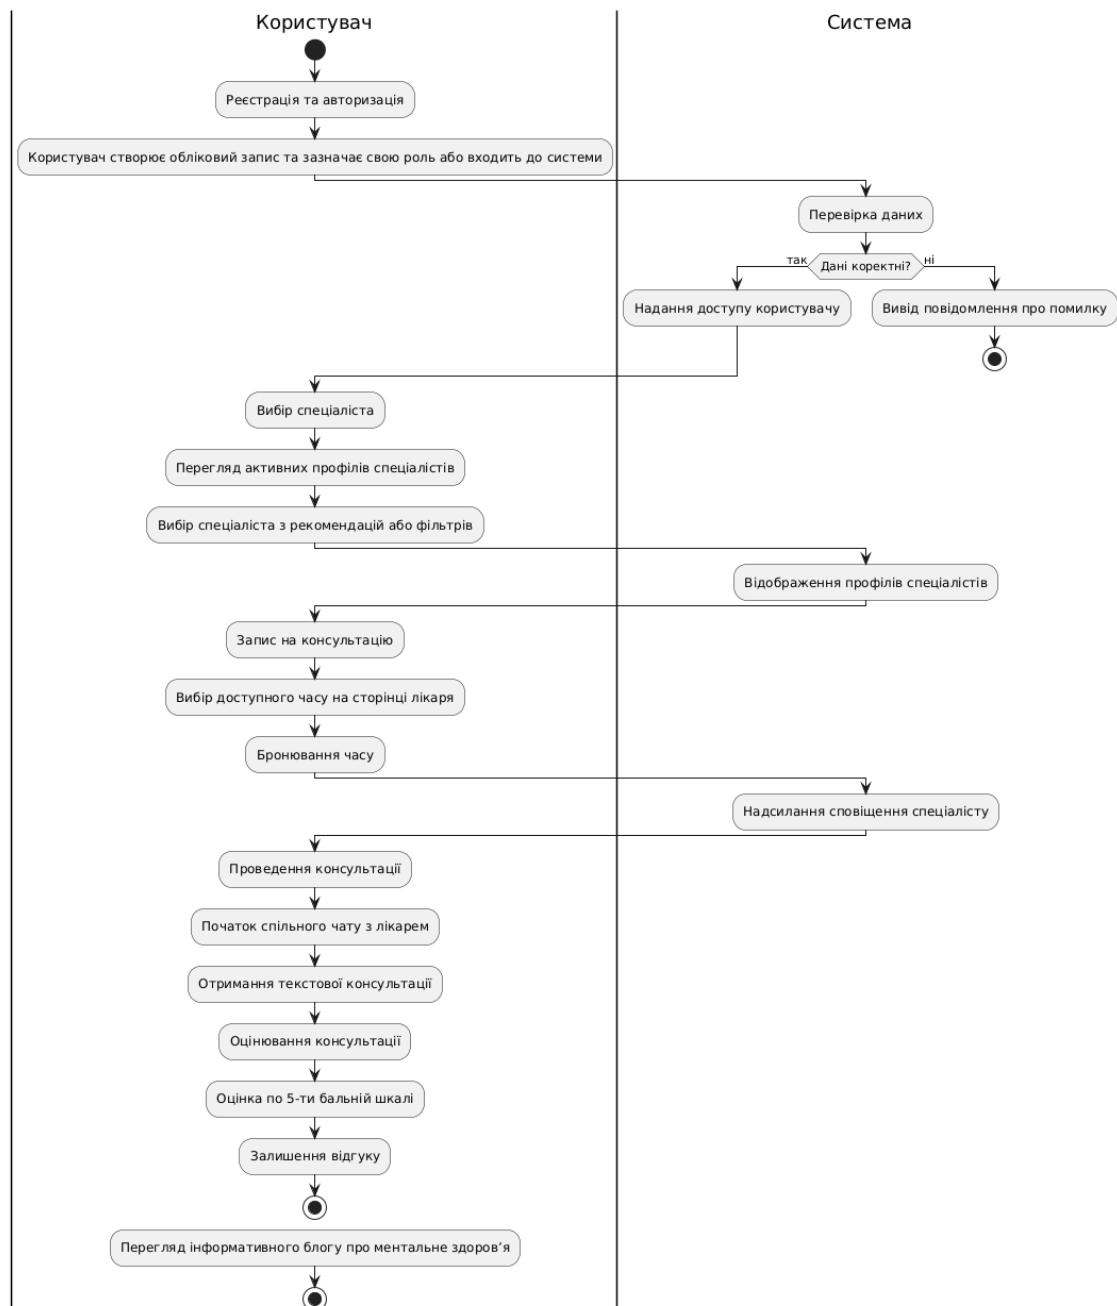 Користувач
Система
Реєстрація та авторизація
Користувач створює обліковий запис та зазначає свою роль або входить до системи
Перевірка даних
так
Дані коректні?
ні
Надання доступу користувачу
Вивід повідомлення про помилку
Вибір спеціаліста
Перегляд активних профілів спеціалістів
Вибір спеціаліста з рекомендацій або фільтрів
Відображення профілів спеціалістів
Запис на консультацію
Вибір доступного часу на сторінці лікаря
Бронювання часу
Надсилання сповіщення спеціалісту
Проведення консультації
Початок спільного чату з лікарем
Отримання текстової консультації
Оцінювання консультації
Оцінка по 5-ти бальній шкалі
Залишення відгуку
Перегляд інформативного блогу про ментальне здоров’я